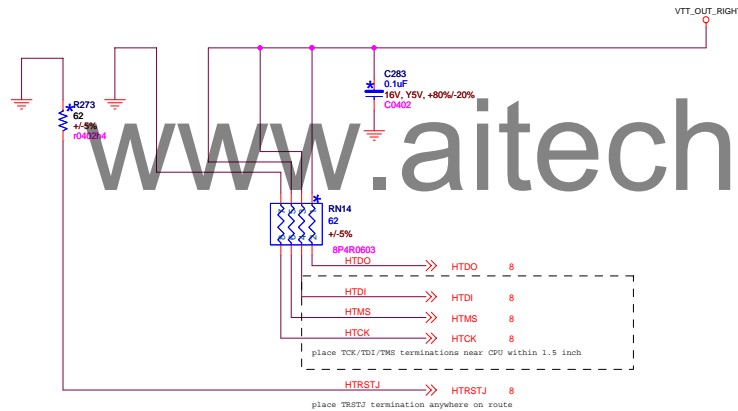 VTT_OUT_RIGH
C283
0.1uF
16V, Y5V, +80%/-20%
C0402
* R273
62
+/-5%
r0402h4
www.aitech
RN14
62
+/-5%
8P4R0603
HTDO HTDO 8
HTDI HTDI 8
HTMS HTMS 8
HTCK HTCK 8
place TCK/TDI/TMS terminations near CPU within 1.5 inch
HTRSTJ HTRSTJ 8
place TRSTJ termination anywhere on route